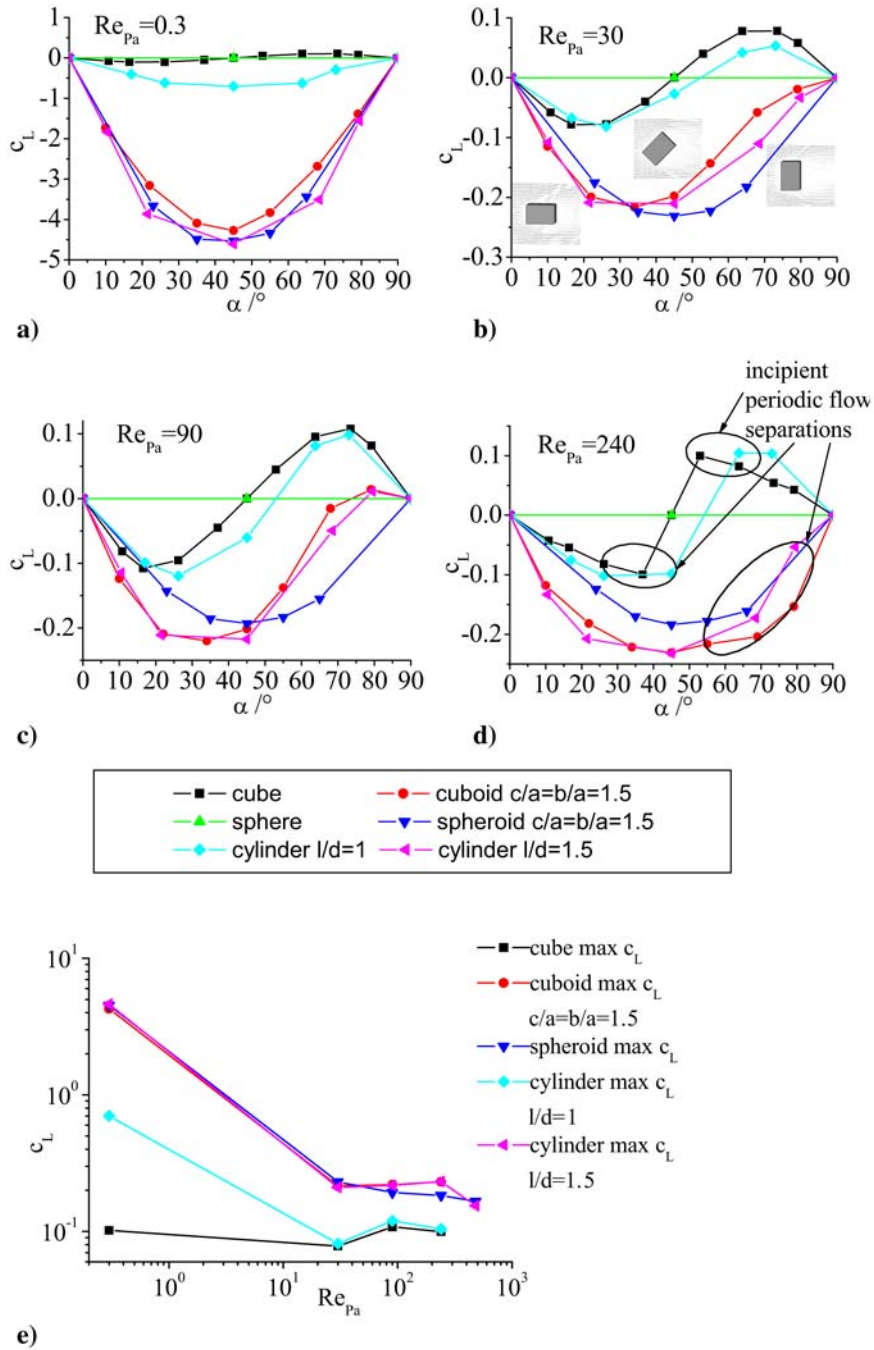 Re_Pa=0.3
1
0
-1
-2
-3
-4
-5
c_L
0 10 20 30 40 50 60 70 80 90
α /°
a)
Re_Pa=30
0.1
0.0
-0.1
-0.2
-0.3
c_L
0 10 20 30 40 50 60 70 80 90
α /°
b)
Re_Pa=90
0.1
0.0
-0.1
-0.2
c_L
0 10 20 30 40 50 60 70 80 90
α /°
c)
incipient
periodic flow
separations
Re_Pa=240
0.1
0.0
-0.1
-0.2
c_L
0 10 20 30 40 50 60 70 80 90
α /°
d)
cube
cuboid c/a=b/a=1.5
sphere
spheroid c/a=b/a=1.5
cylinder l/d=1
cylinder l/d=1.5
10^1
10^0
10^-1
c_L
10^0 10^1 10^2 10^3
Re_Pa
cube max c_L
cuboid max c_L
c/a=b/a=1.5
spheroid max c_L
cylinder max c_L
l/d=1
cylinder max c_L
l/d=1.5
e)